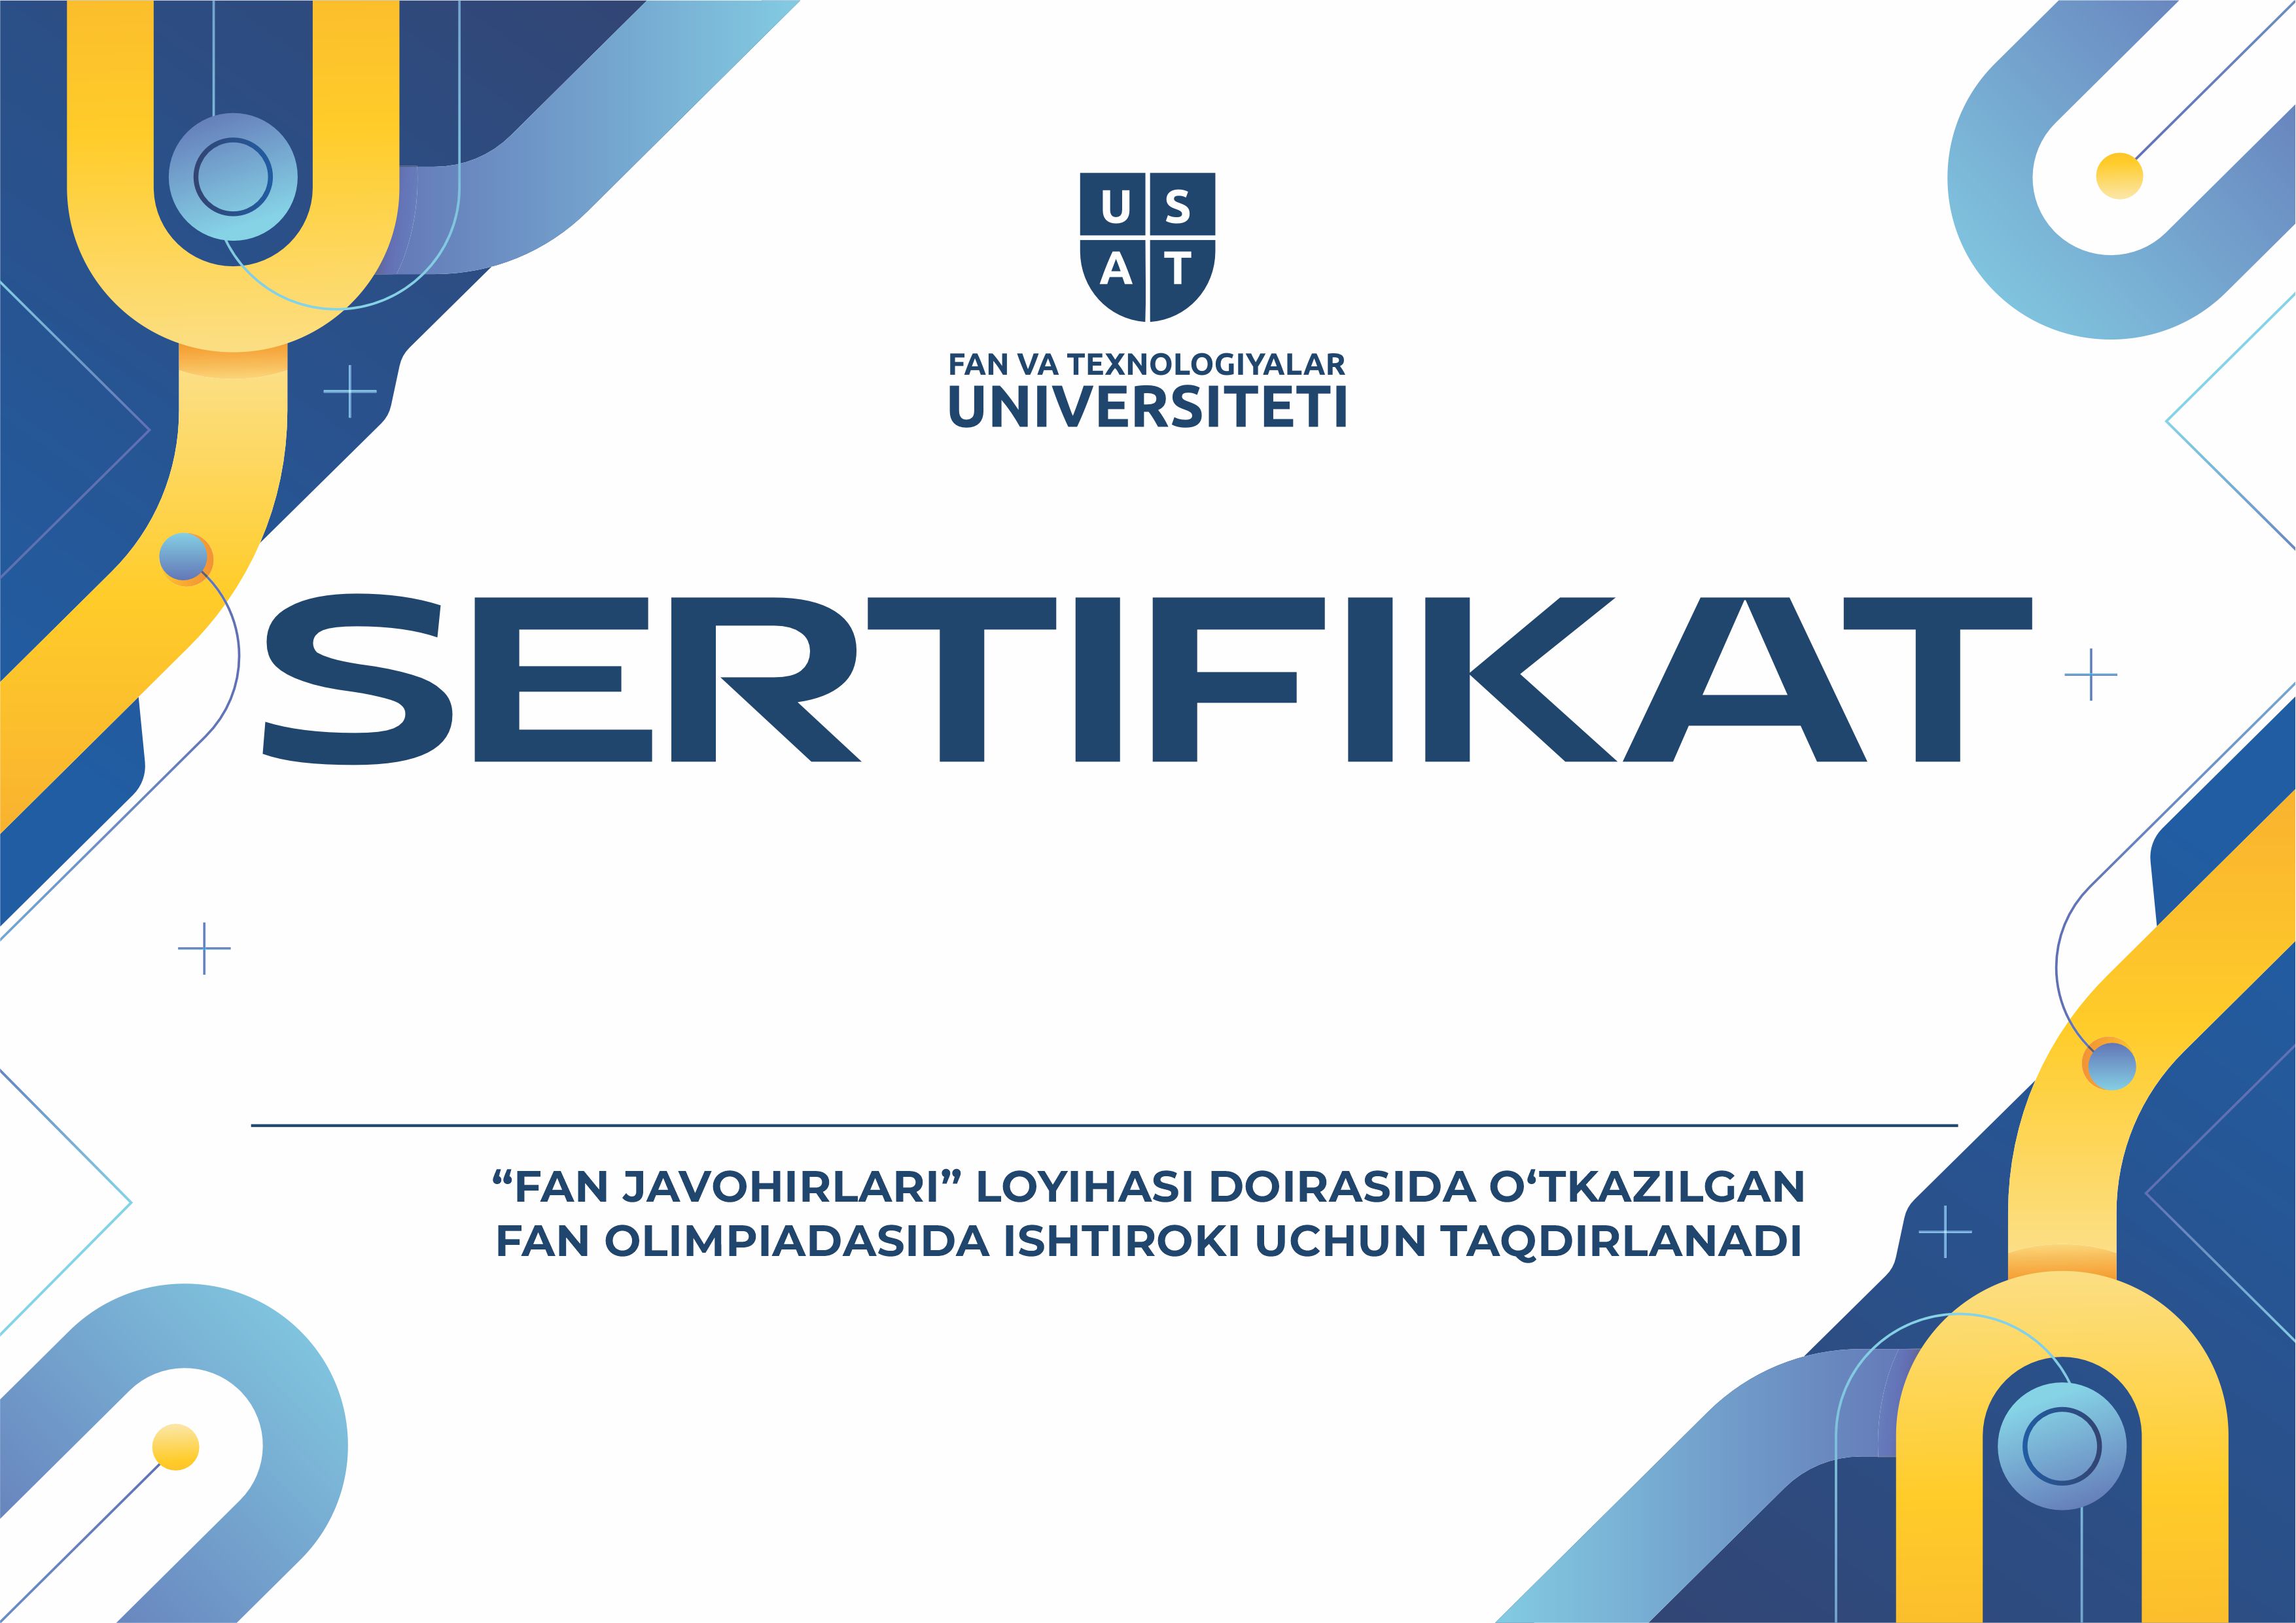 U S
A T
FAN VA TEXNOLOGIYALAR
UNIVERSITETI
SERTIFIKAT
“FAN JAVOHIRLARI” LOYIHASI DOIRASIDA O‘TKAZILGAN
FAN OLIMPIADASIDA ISHTIROKI UCHUN TAQDIRLANADI